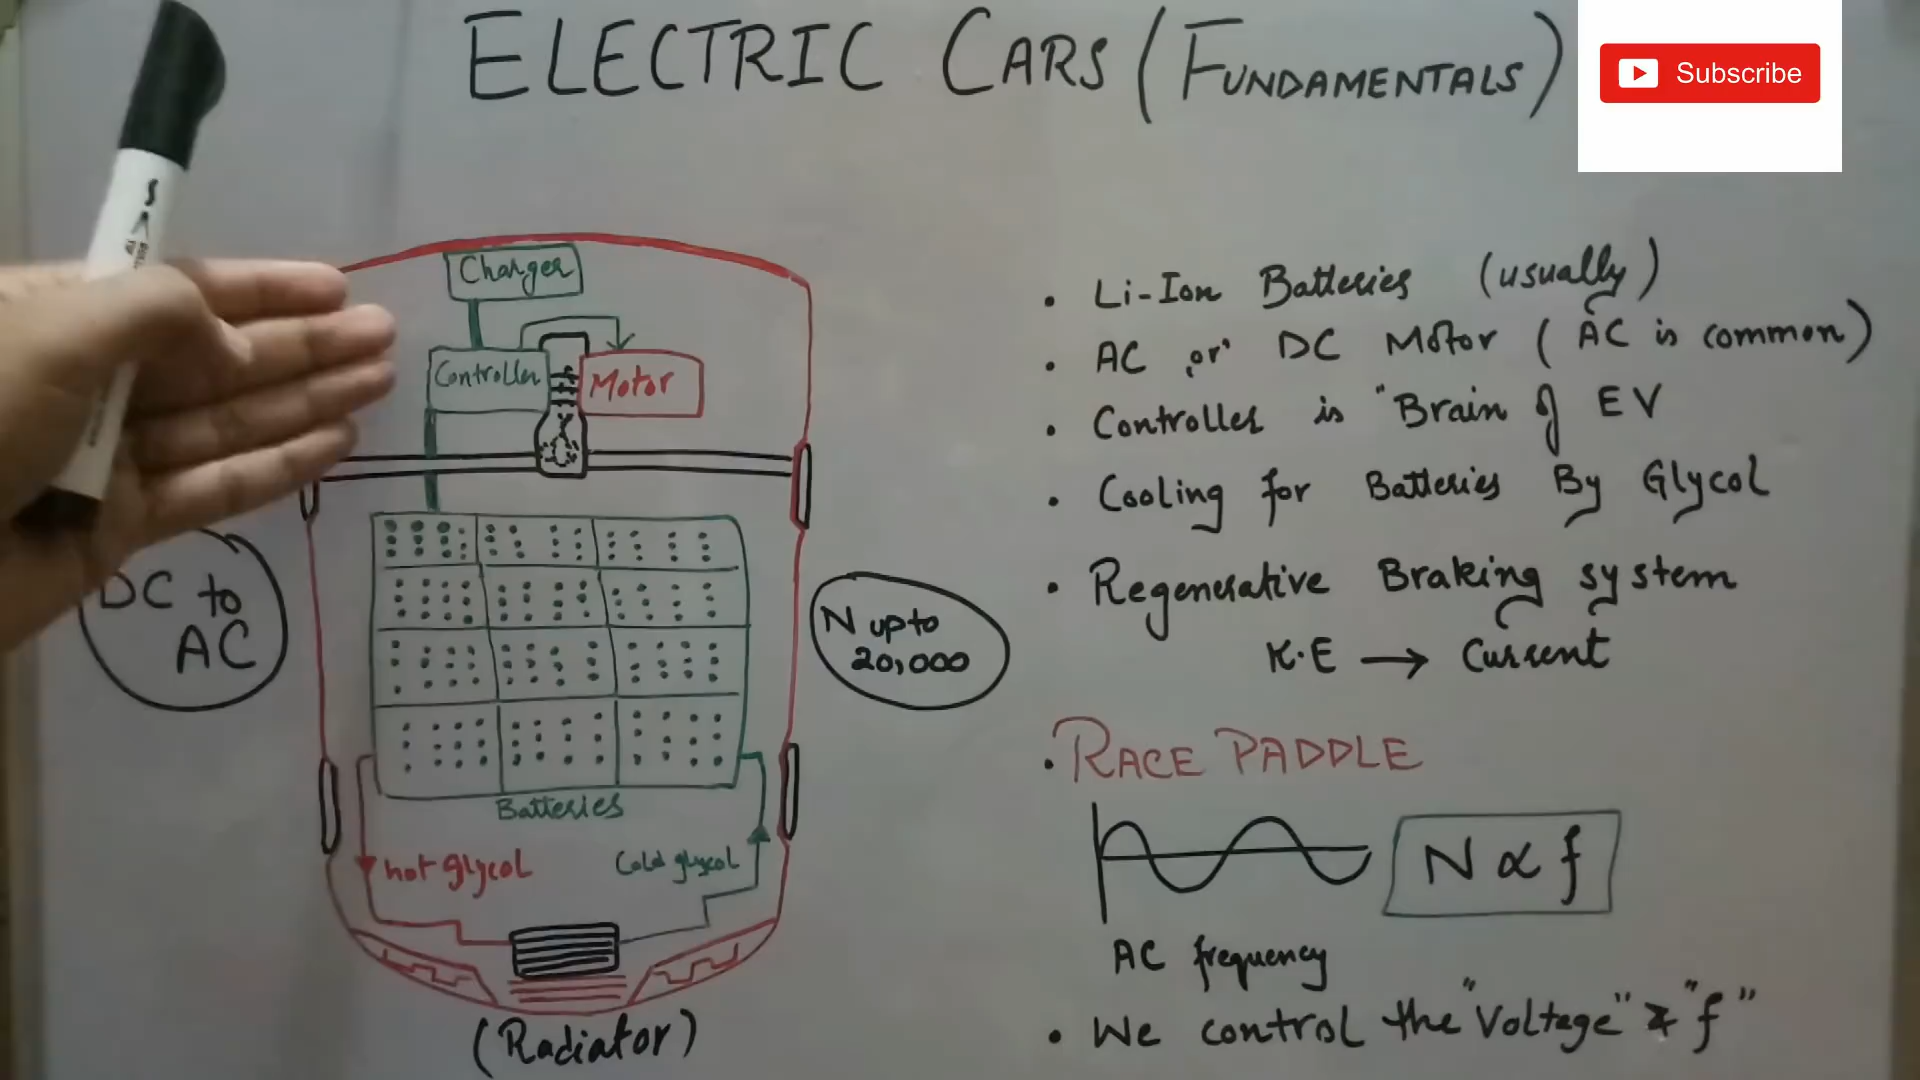 ELECTRIC CARS (FUNDAMENTALS)
Subscribe
Charger
Controller
Motor
DC to
AC
N upto
20,000
Batteries
hot glycol
Cold glycol
(Radiator)
• Li-Ion Batteries (usually)
• AC "or" DC Motor (AC is common)
• Controller is "Brain of EV
• Cooling for Batteries By Glycol
• Regenerative Braking system
K.E → Current
• RACE PADDLE
N ∝ f
AC frequency
• We control the "Voltage" & "f"